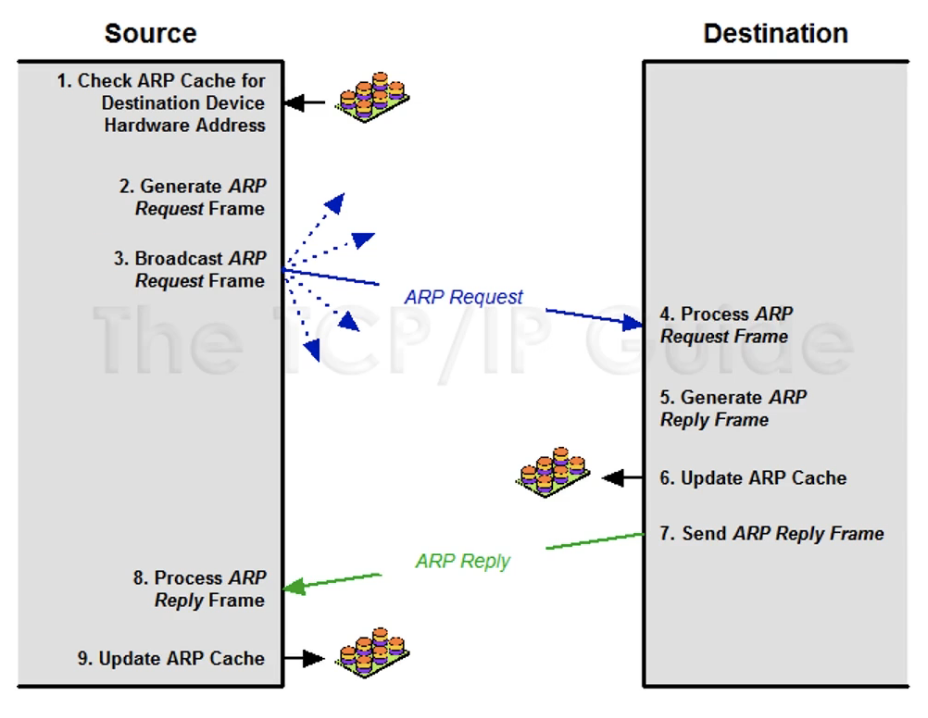 Source
Destination
1. Check ARP Cache for
Destination Device
Hardware Address
2. Generate ARP
Request Frame
3. Broadcast ARP
Request Frame
ARP Request
The TCP/IP Guide
4. Process ARP
Request Frame
5. Generate ARP
Reply Frame
6. Update ARP Cache
7. Send ARP Reply Frame
ARP Reply
8. Process ARP
Reply Frame
9. Update ARP Cache